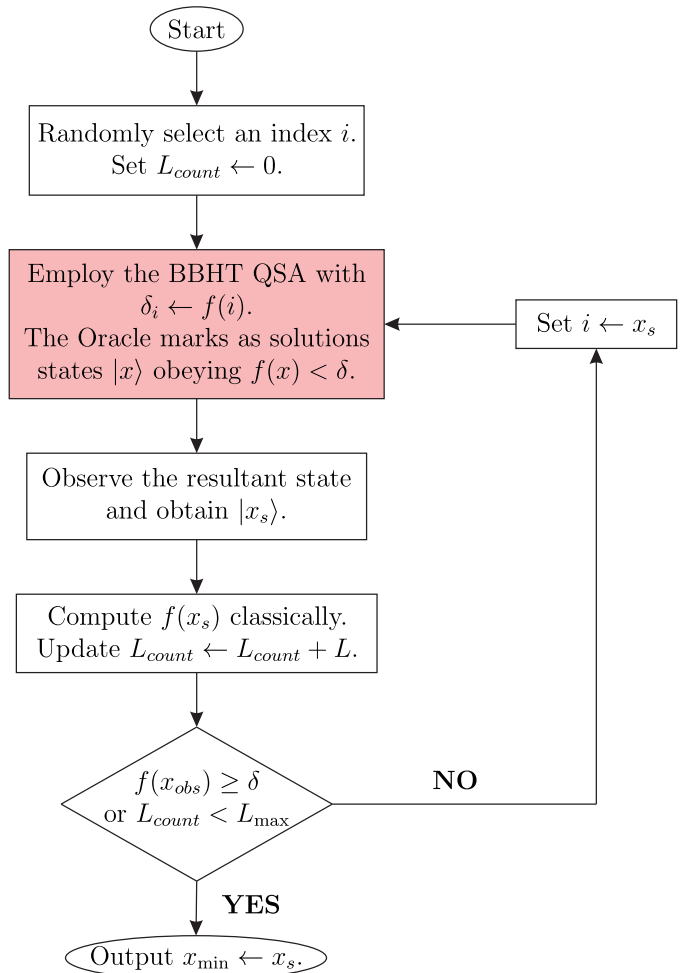 Start
Randomly select an index i.
Set L_count ← 0.
Employ the BBHT QSA with
δ_i ← f(i).
The Oracle marks as solutions
states |x⟩ obeying f(x) < δ.
Set i ← x_s
Observe the resultant state
and obtain |x_s⟩.
Compute f(x_s) classically.
Update L_count ← L_count + L.
f(x_obs) ≥ δ
or L_count < L_max
NO
YES
Output x_min ← x_s.